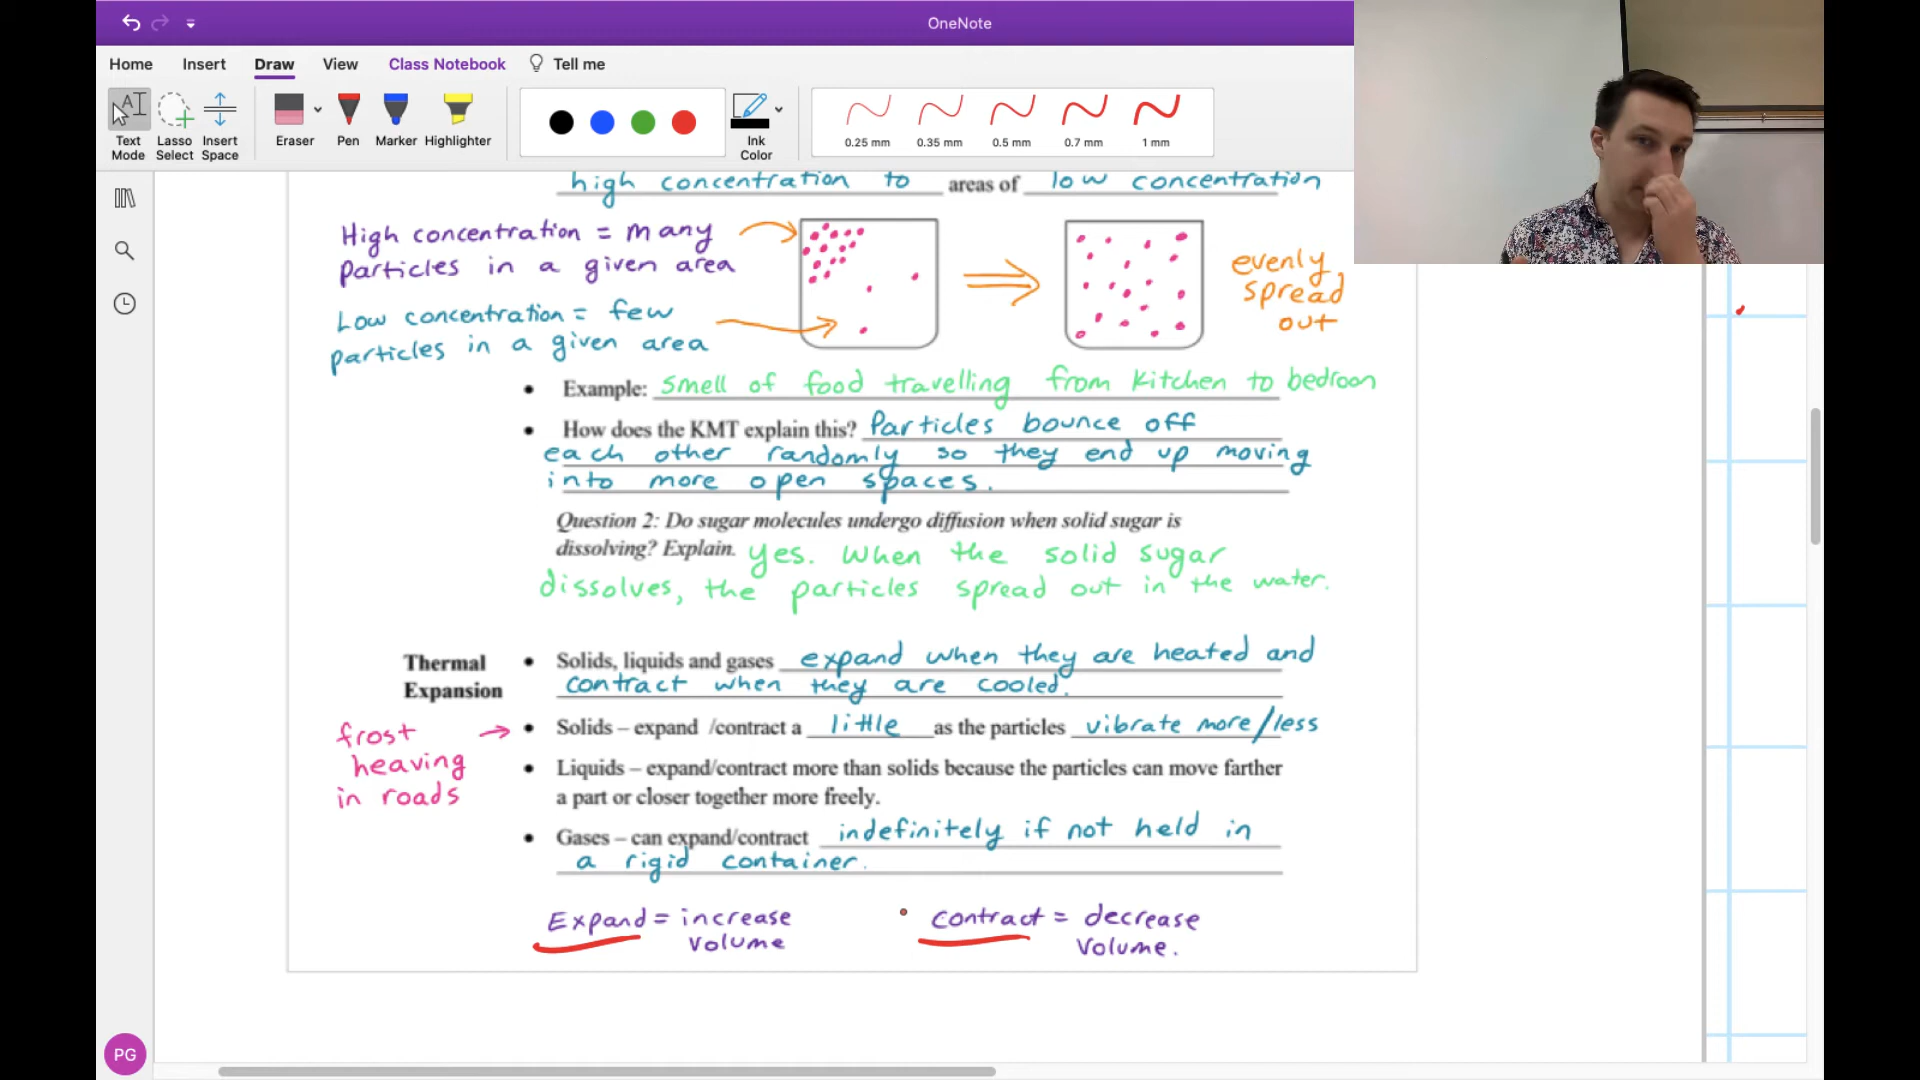 OneNote
Home Insert Draw View Class Notebook Tell me
Text Mode Lasso Select Insert Space Eraser Pen Marker Highlighter Ink Color 0.25 mm 0.35 mm 0.5 mm 0.7 mm 1 mm
high concentration to areas of low concentration
High concentration = many
particles in a given area
Low concentration = few
particles in a given area
evenly
spread
out
• Example: smell of food travelling from kitchen to bedroom
• How does the KMT explain this? Particles bounce off
each other randomly so they end up moving
into more open spaces.
Question 2: Do sugar molecules undergo diffusion when solid sugar is
dissolving? Explain. Yes. When the solid sugar
dissolves, the particles spread out in the water.
Thermal
Expansion
• Solids, liquids and gases expand when they are heated and
contract when they are cooled.
frost
heaving
in roads
• Solids – expand /contract a little as the particles vibrate more/less
• Liquids – expand/contract more than solids because the particles can move farther
a part or closer together more freely.
• Gases – can expand/contract indefinitely if not held in
a rigid container.
Expand = increase
volume
contract = decrease
volume.
PG